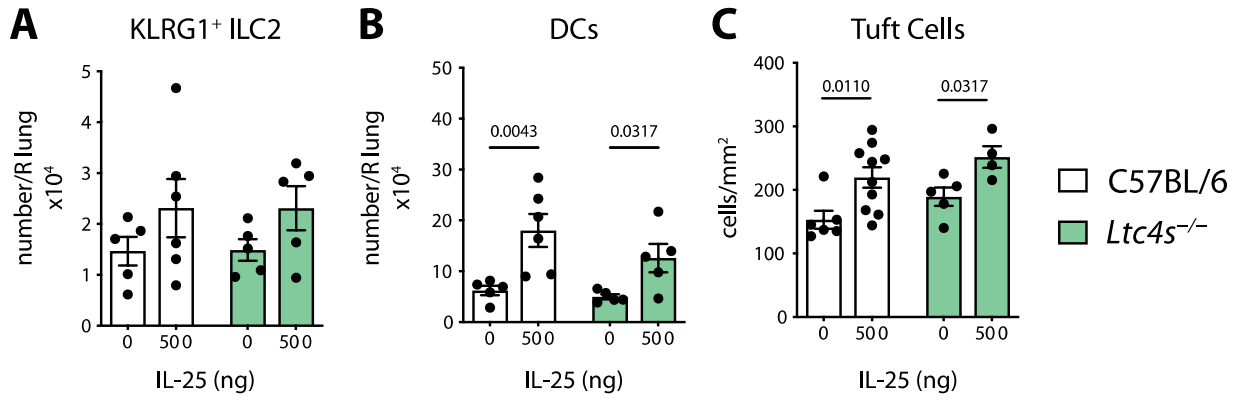 A
KLRG1⁺ ILC2
number/R lung
x10⁴
5
4
3
2
1
0
0
500
0
500
IL-25 (ng)
B
DCs
number/R lung
x10⁴
50
40
30
20
10
0
0.0043
0.0317
0
500
0
500
IL-25 (ng)
C
Tuft Cells
cells/mm²
400
300
200
100
0
0.0110
0.0317
0
500
0
500
IL-25 (ng)
C57BL/6
Ltc4s⁻/⁻